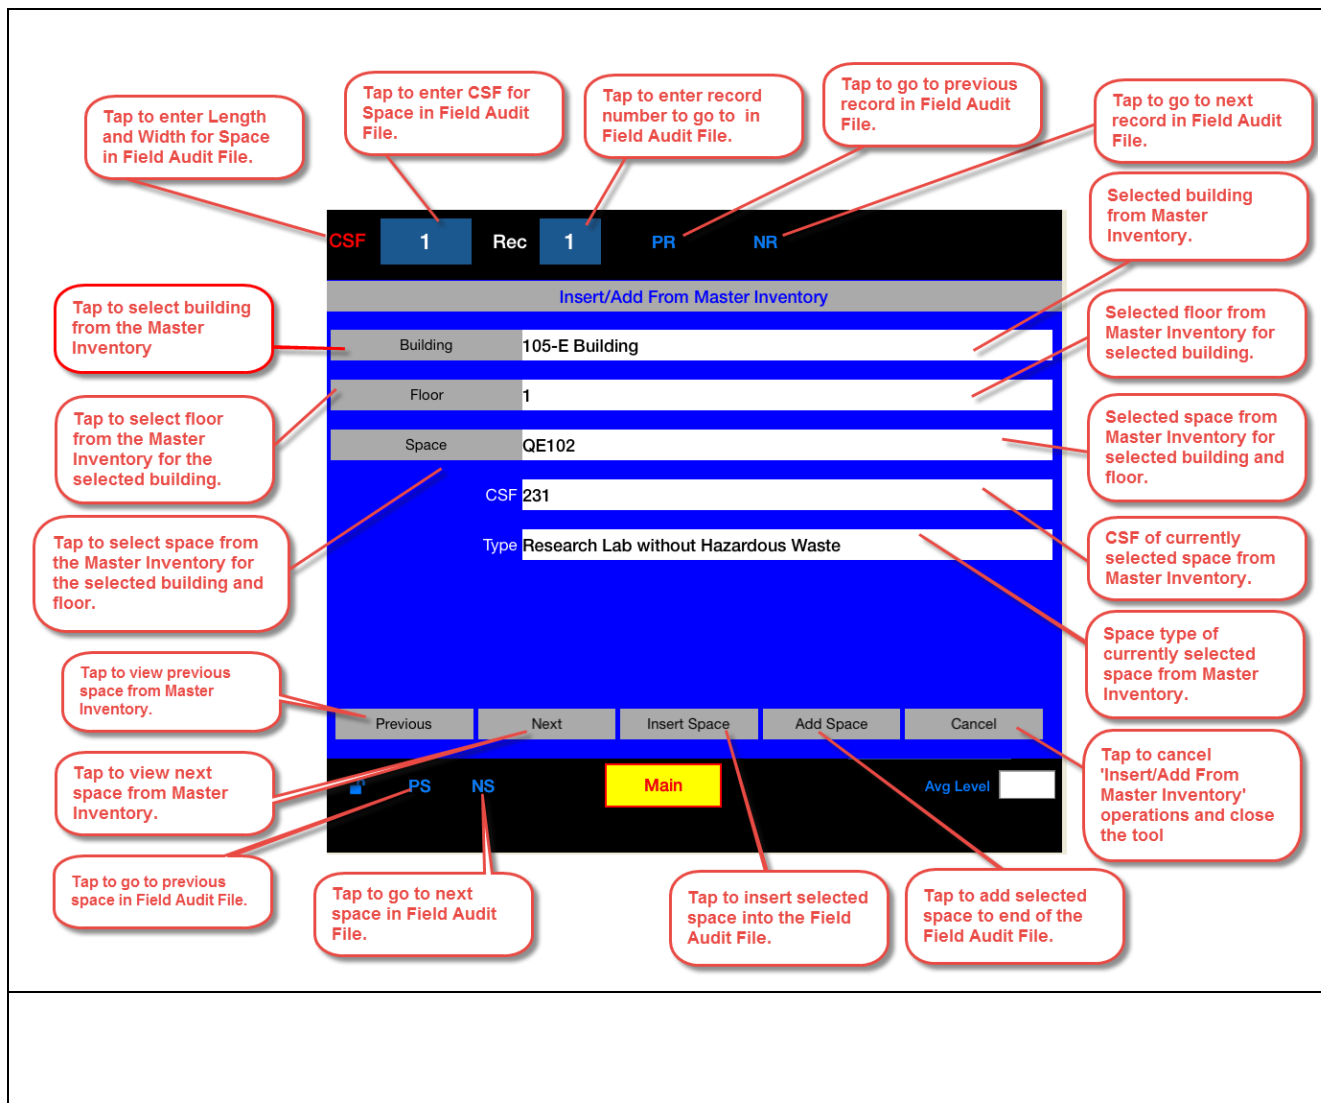 Tap to enter Length
and Width for Space
in Field Audit File.
Tap to enter CSF for
Space in Field Audit
File.
Tap to enter record
number to go to in
Field Audit File.
Tap to go to previous
record in Field Audit
File.
Tap to go to next
record in Field Audit
File.
Selected building
from Master
Inventory.
CSF 1 Rec 1 PR NR
Insert/Add From Master Inventory
Tap to select building
from the Master
Inventory
Building 105-E Building
Selected floor from
Master Inventory for
selected building.
Floor 1
Tap to select floor
from the Master
Inventory for the
selected building.
Space QE102
Selected space from
Master Inventory for
selected building and
floor.
CSF 231
Tap to select space from
the Master Inventory for
the selected building and
floor.
Type Research Lab without Hazardous Waste
CSF of currently
selected space from
Master Inventory.
Space type of
currently selected
space from Master
Inventory.
Tap to view previous
space from Master
Inventory.
Previous Next Insert Space Add Space Cancel
Tap to view next
space from Master
Inventory.
Tap to cancel
'Insert/Add From
Master Inventory'
operations and close
the tool
PS NS Main Avg Level
Tap to go to previous
space in Field Audit File.
Tap to go to next
space in Field Audit
File.
Tap to insert selected
space into the Field
Audit File.
Tap to add selected
space to end of the
Field Audit File.